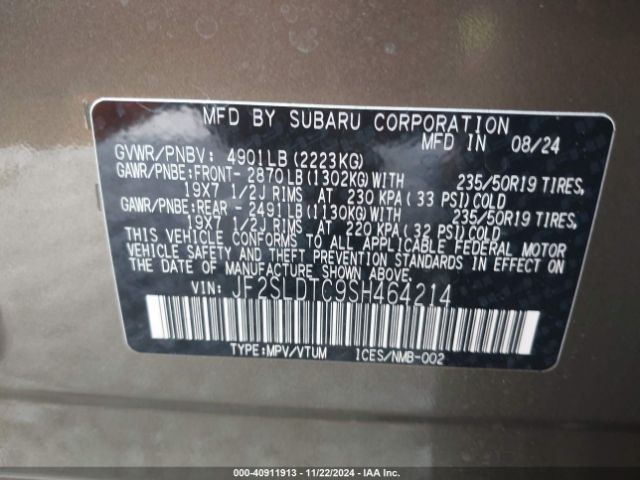 MFD BY SUBARU CORPORATION
MFD IN 08/24
GVWR/PNBV: 4901LB(2223KG)
GAWR/PNBE:FRONT- 2870LB(1302KG)WITH 235/50R19 TIRES,
19X7 1/2J RIMS AT 230 KPA(33 PSI)COLD
GAWR/PNBE:REAR - 2491LB(1130KG)WITH 235/50R19 TIRES,
19X7 1/2J RIMS AT 220 KPA(32 PSI)COLD
THIS VEHICLE CONFORMS TO ALL APPLICABLE FEDERAL MOTOR
VEHICLE SAFETY AND THEFT PREVENTION STANDARDS IN EFFECT ON
THE DATE OF MANUFACTURE SHOWN ABOVE.
VIN: JF2SLDTC9SH464214
TYPE:MPV/VTUM ICES/NMB-002
000-40911913 - 11/22/2024 - IAA Inc.